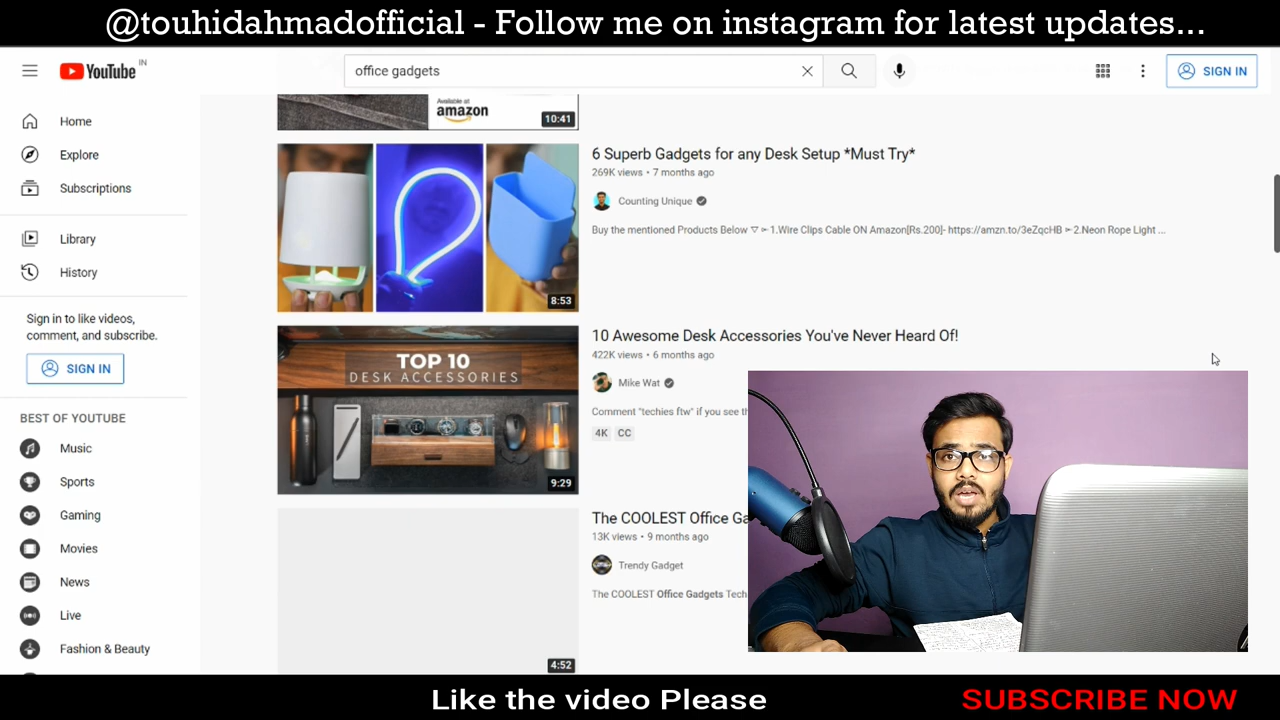 @touhidahmadofficial - Follow me on instagram for latest updates...
YouTube IN
office gadgets
SIGN IN
Home
Explore
Subscriptions
Library
History
Sign in to like videos,
comment, and subscribe.
SIGN IN
BEST OF YOUTUBE
Music
Sports
Gaming
Movies
News
Live
Fashion & Beauty
Available at
amazon
10:41
8:53
6 Superb Gadgets for any Desk Setup *Must Try*
269K views • 7 months ago
Counting Unique
Buy the mentioned Products Below ▽ ➣ 1.Wire Clips Cable ON Amazon[Rs.200]- https://amzn.to/3eZqcHB ➣ 2.Neon Rope Light ...
TOP 10
DESK ACCESSORIES
9:29
10 Awesome Desk Accessories You've Never Heard Of!
422K views • 6 months ago
Mike Wat
Comment "techies ftw" if you see th
4K CC
4:52
The COOLEST Office Ga
13K views • 9 months ago
Trendy Gadget
The COOLEST Office Gadgets Tech
Like the video Please
SUBSCRIBE NOW